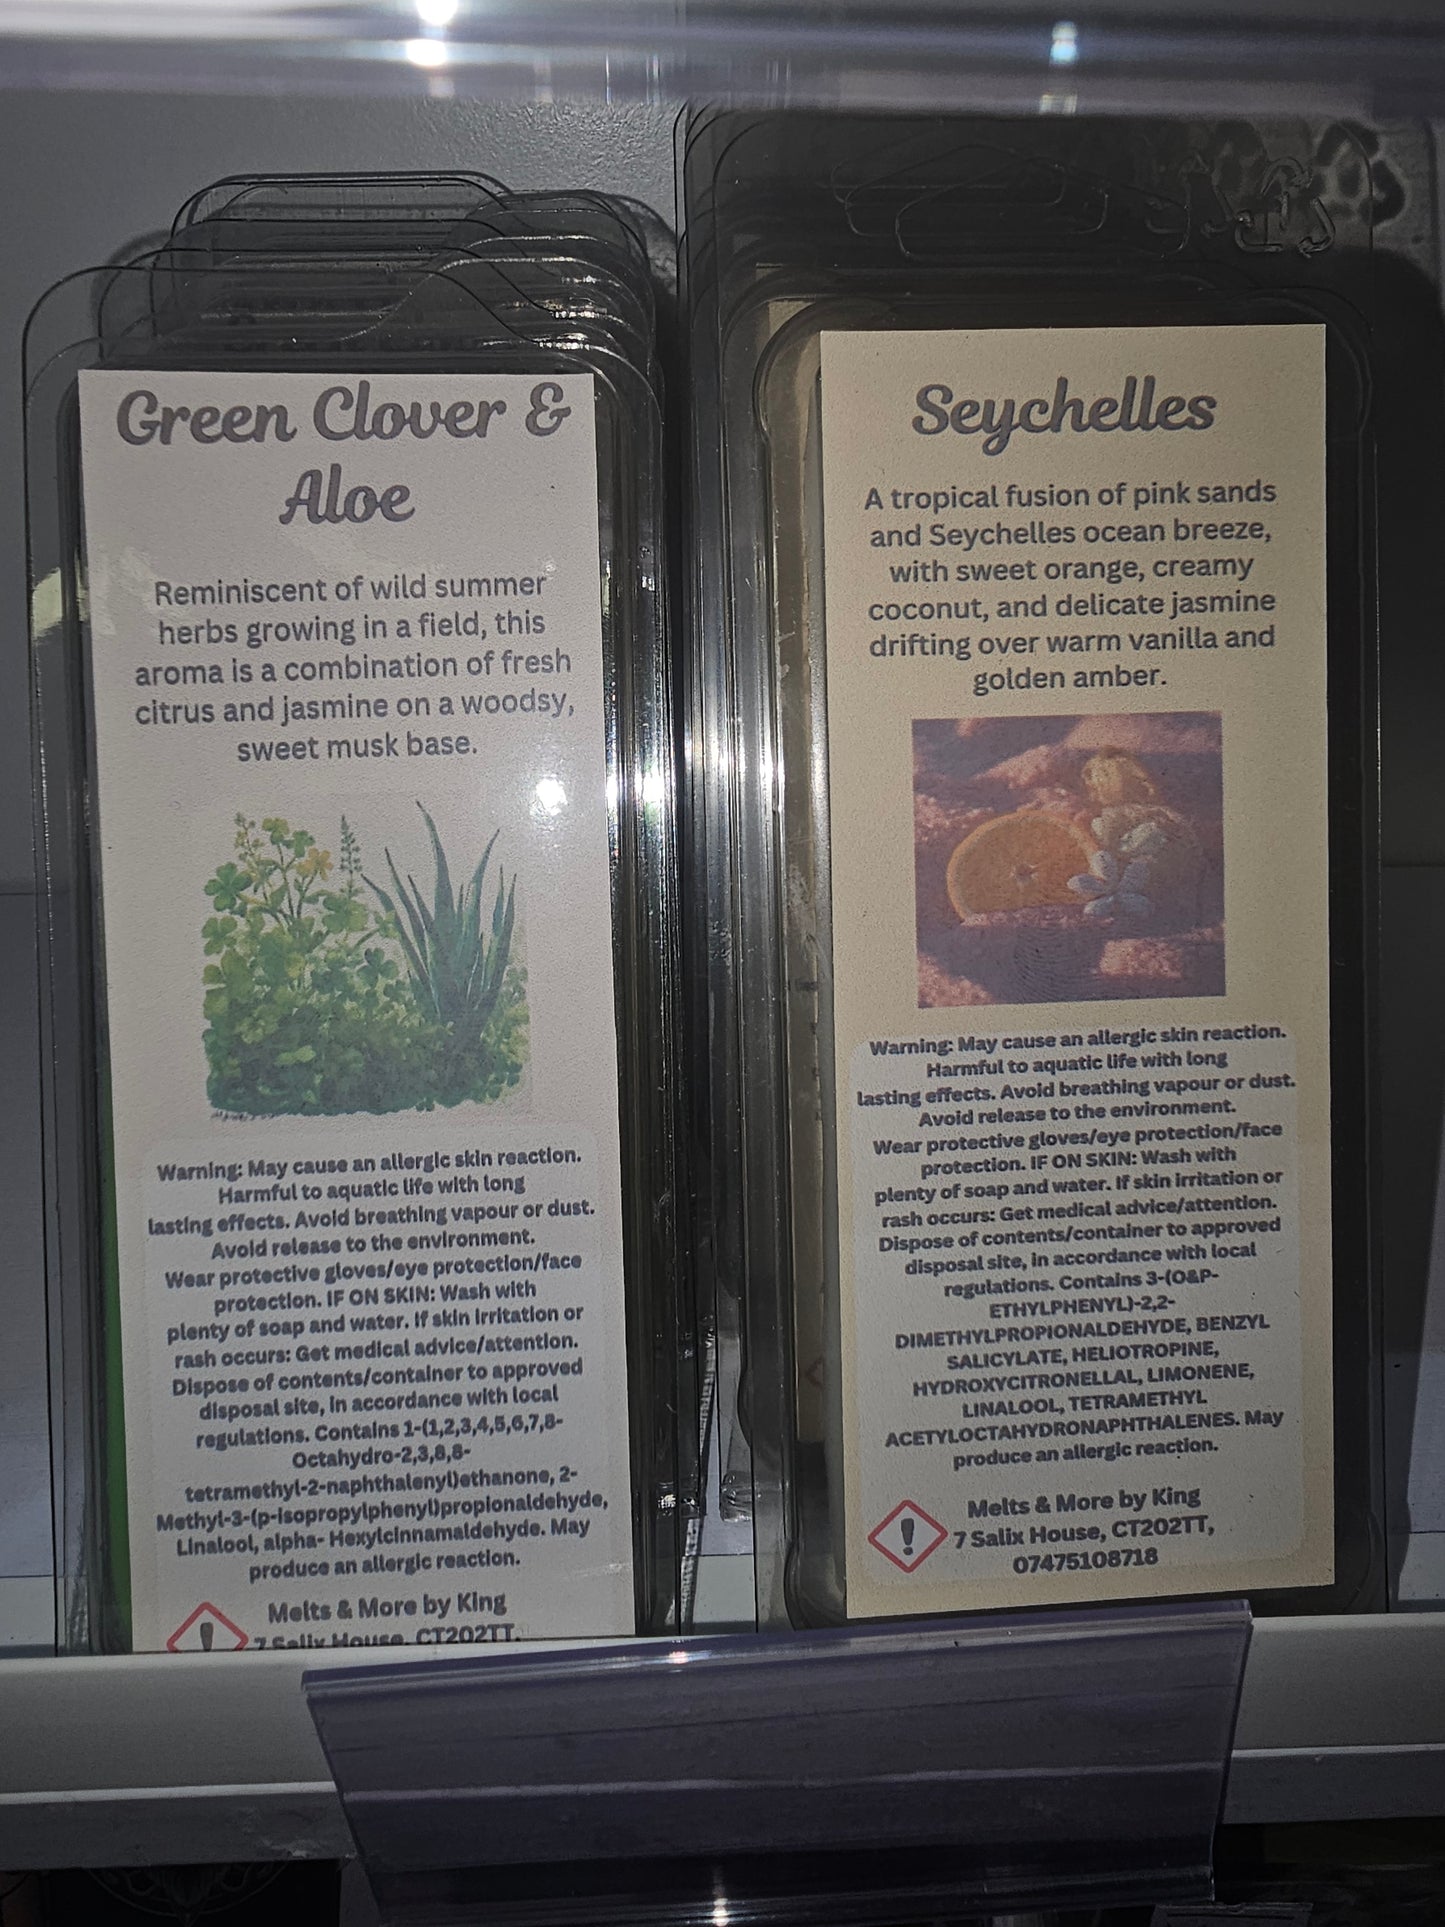 Green Clover &
Aloe
Reminiscent of wild summer
herbs growing in a field, this
aroma is a combination of fresh
citrus and jasmine on a woodsy,
sweet musk base.
Warning: May cause an allergic skin reaction.
Harmful to aquatic life with long
lasting effects. Avoid breathing vapour or dust.
Avoid release to the environment.
Wear protective gloves/eye protection/face
protection. IF ON SKIN: Wash with
plenty of soap and water. If skin irritation or
rash occurs: Get medical advice/attention.
Dispose of contents/container to approved
disposal site, in accordance with local
regulations. Contains 1-(1,2,3,4,5,6,7,8-
Octahydro-2,3,8,8-
tetramethyl-2-naphthalenyl)ethanone, 2-
Methyl-3-(p-isopropylphenyl)propionaldehyde,
Linalool, alpha- Hexylcinnamaldehyde. May
produce an allergic reaction.
Melts & More by King
7 Salix House, CT202TT,
Seychelles
A tropical fusion of pink sands
and Seychelles ocean breeze,
with sweet orange, creamy
coconut, and delicate jasmine
drifting over warm vanilla and
golden amber.
Warning: May cause an allergic skin reaction.
Harmful to aquatic life with long
lasting effects. Avoid breathing vapour or dust.
Avoid release to the environment.
Wear protective gloves/eye protection/face
protection. IF ON SKIN: Wash with
plenty of soap and water. If skin irritation or
rash occurs: Get medical advice/attention.
Dispose of contents/container to approved
disposal site, in accordance with local
regulations. Contains 3-(O&P-
ETHYLPHENYL)-2,2-
DIMETHYLPROPIONALDEHYDE, BENZYL
SALICYLATE, HELIOTROPINE,
HYDROXYCITRONELLAL, LIMONENE,
LINALOOL, TETRAMETHYL
ACETYLOCTAHYDRONAPHTHALENES. May
produce an allergic reaction.
Melts & More by King
7 Salix House, CT202TT,
07475108718